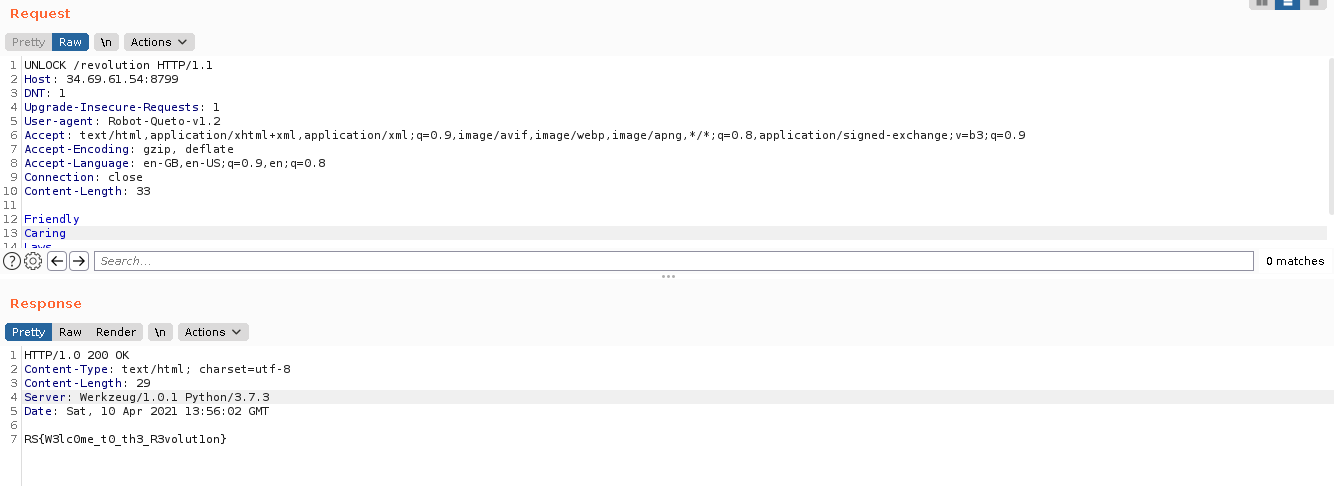 Request
Pretty Raw \n Actions
1 UNLOCK /revolution HTTP/1.1
2 Host: 34.69.61.54:8799
3 DNT: 1
4 Upgrade-Insecure-Requests: 1
5 User-agent: Robot-Queto-v1.2
6 Accept: text/html,application/xhtml+xml,application/xml;q=0.9,image/avif,image/webp,image/apng,*/*;q=0.8,application/signed-exchange;v=b3;q=0.9
7 Accept-Encoding: gzip, deflate
8 Accept-Language: en-GB,en-US;q=0.9,en;q=0.8
9 Connection: close
10 Content-Length: 33
11
12 Friendly
13 Caring
14 Laws
? Search... 0 matches
Response
Pretty Raw Render \n Actions
1 HTTP/1.0 200 OK
2 Content-Type: text/html; charset=utf-8
3 Content-Length: 29
4 Server: Werkzeug/1.0.1 Python/3.7.3
5 Date: Sat, 10 Apr 2021 13:56:02 GMT
6
7 RS{W3lc0me_t0_th3_R3volut1on}